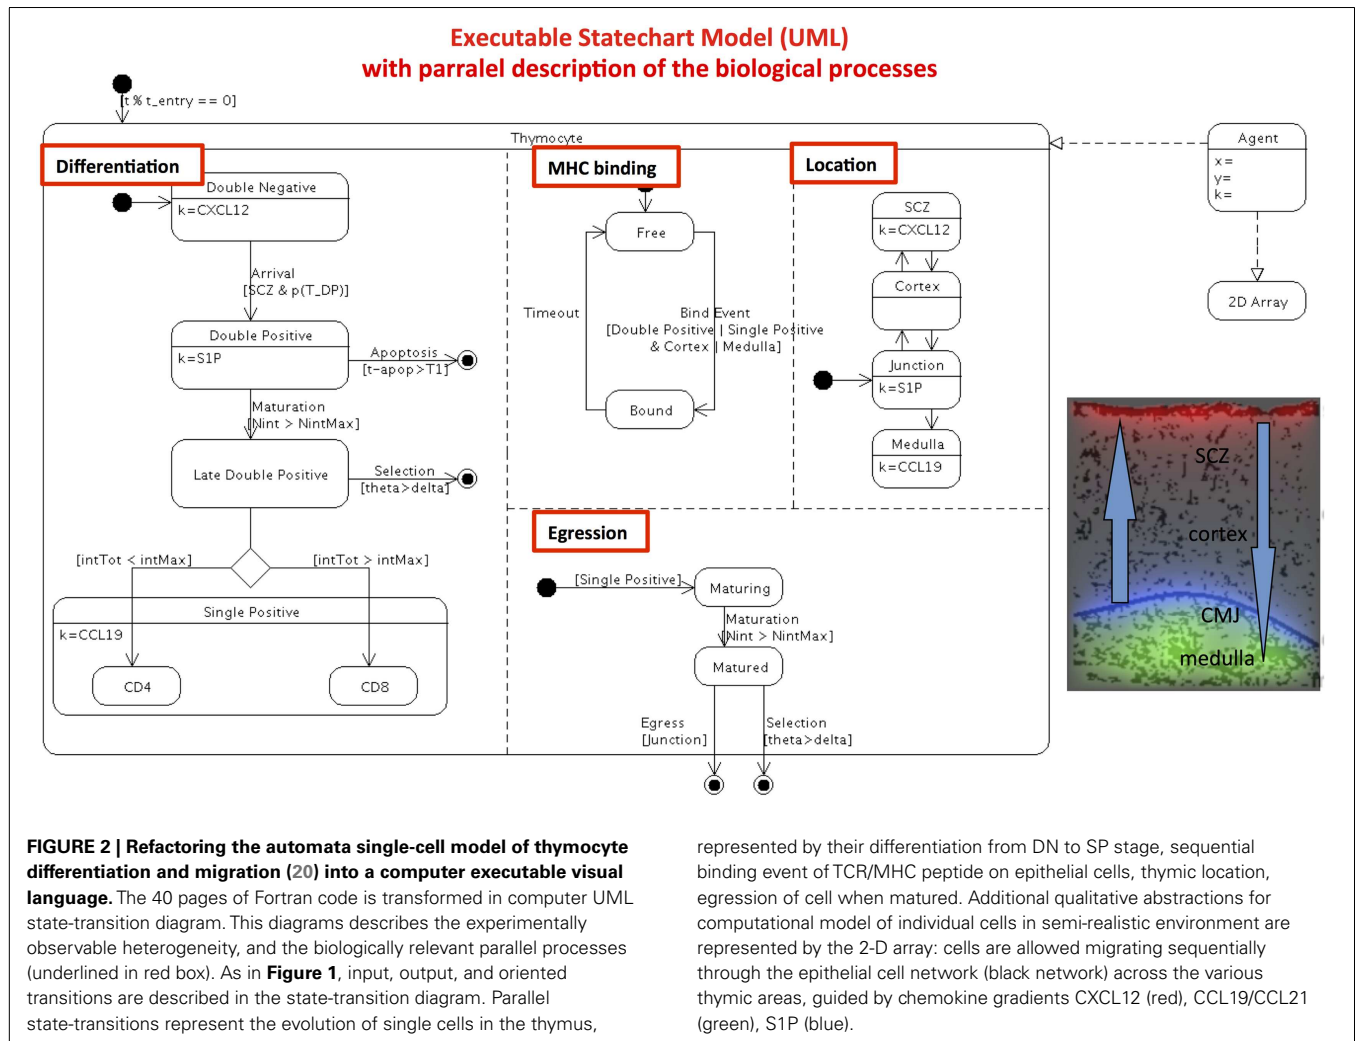 Executable Statechart Model (UML)
with parralel description of the biological processes
[t % t_entry == 0]
Thymocyte
Differentiation
Double Negative
k=CXCL12
Arrival
[SCZ & p(T_DP)]
Double Positive
k=S1P
Apoptosis
[t-apop>T1]
Maturation
[Nint > NintMax]
Late Double Positive
Selection
[theta>delta]
[intTot < intMax]
[intTot > intMax]
Single Positive
k=CCL19
CD4
CD8
MHC binding
Free
Timeout
Bind Event
[Double Positive | Single Positive
& Cortex | Medulla]
Bound
Location
SCZ
k=CXCL12
Cortex
Junction
k=S1P
Medulla
k=CCL19
Egression
[Single Positive]
Maturing
Maturation
[Nint > NintMax]
Matured
Egress
[Junction]
Selection
[theta>delta]
Agent
x=
y=
k=
2D Array
SCZ
cortex
CMJ
medulla
FIGURE 2 | Refactoring the automata single-cell model of thymocyte
differentiation and migration (20) into a computer executable visual
language. The 40 pages of Fortran code is transformed in computer UML
state-transition diagram. This diagrams describes the experimentally
observable heterogeneity, and the biologically relevant parallel processes
(underlined in red box). As in Figure 1, input, output, and oriented
transitions are described in the state-transition diagram. Parallel
state-transitions represent the evolution of single cells in the thymus,
represented by their differentiation from DN to SP stage, sequential
binding event of TCR/MHC peptide on epithelial cells, thymic location,
egression of cell when matured. Additional qualitative abstractions for
computational model of individual cells in semi-realistic environment are
represented by the 2-D array: cells are allowed migrating sequentially
through the epithelial cell network (black network) across the various
thymic areas, guided by chemokine gradients CXCL12 (red), CCL19/CCL21
(green), S1P (blue).